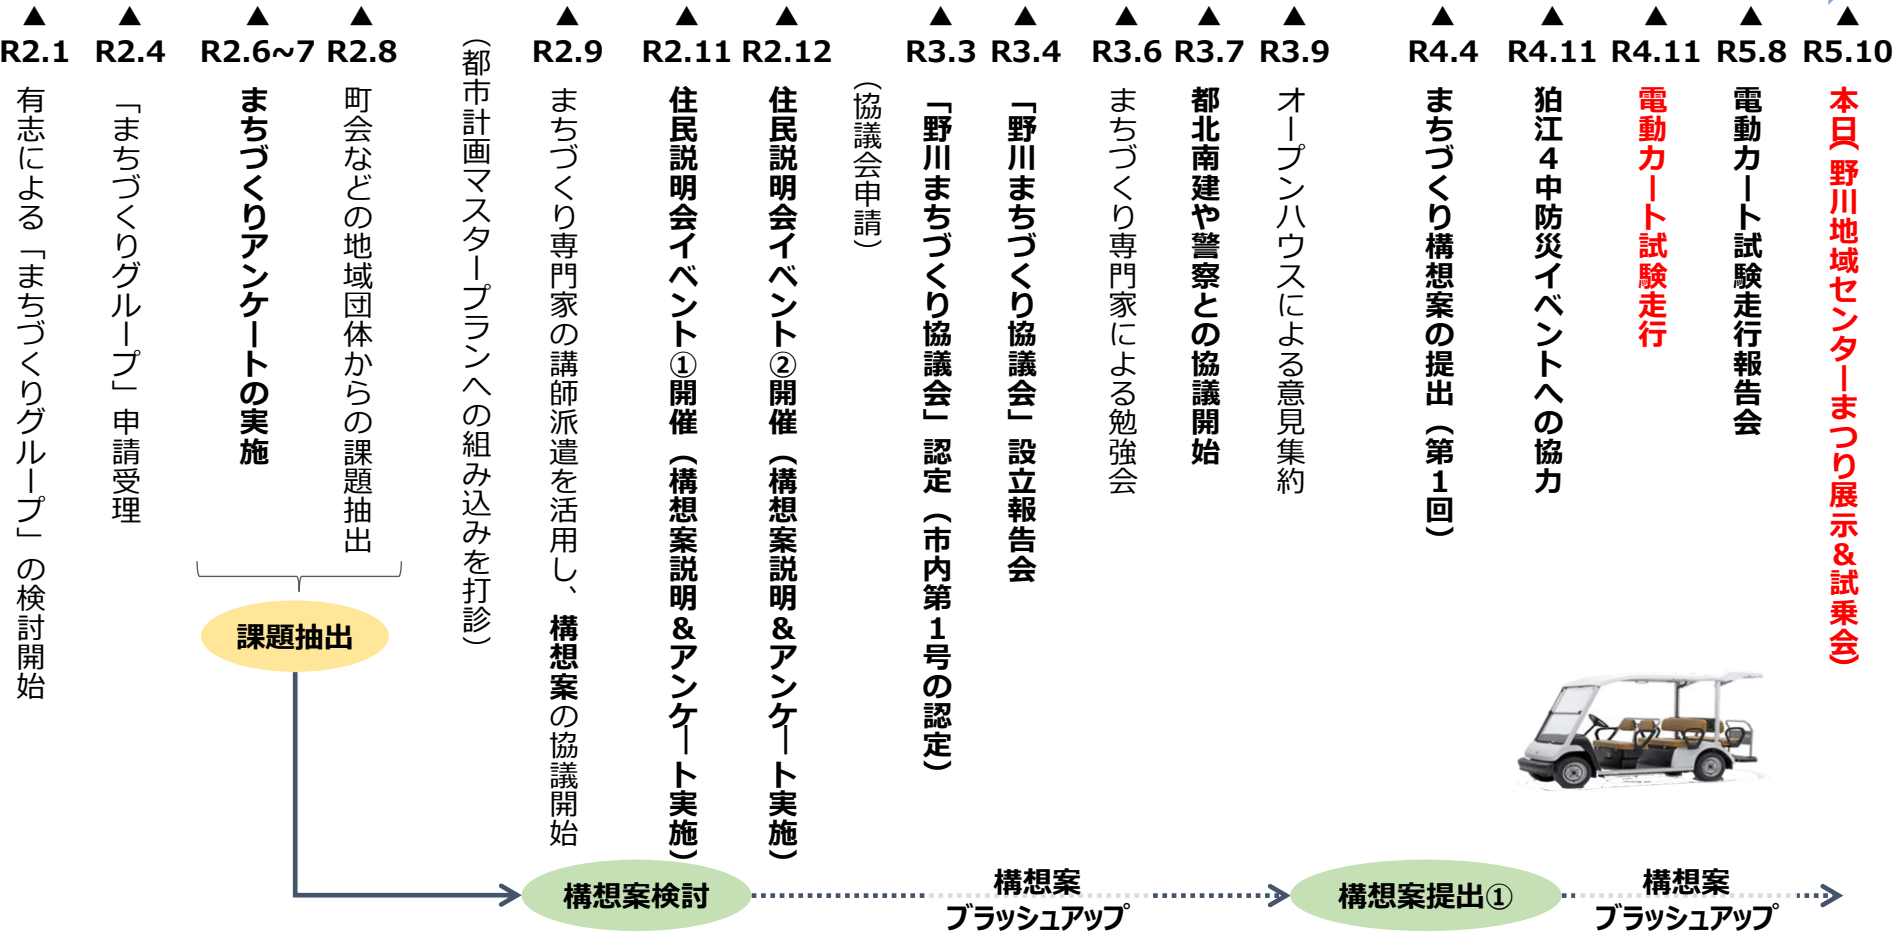 R2.1
有志による「まちづくりグループ」の検討開始
R2.4
「まちづくりグループ」申請受理
R2.6~7
まちづくりアンケートの実施
R2.8
町会などの地域団体からの課題抽出
課題抽出
（都市計画マスタープランへの組み込みを打診）
R2.9
まちづくり専門家の講師派遣を活用し、構想案の協議開始
R2.11
住民説明会イベント①開催（構想案説明&アンケート実施）
R2.12
住民説明会イベント②開催（構想案説明&アンケート実施）
（協議会申請）
R3.3
「野川まちづくり協議会」認定（市内第1号の認定）
R3.4
「野川まちづくり協議会」設立報告会
R3.6
まちづくり専門家による勉強会
R3.7
都北南建や警察との協議開始
R3.9
オープンハウスによる意見集約
R4.4
まちづくり構想案の提出（第1回）
R4.11
狛江4中防災イベントへの協力
R4.11
電動カート試験走行
R5.8
電動カート試験走行報告会
R5.10
本日（野川地域センターまつり展示&試乗会）
構想案検討
構想案
ブラッシュアップ
構想案提出①
構想案
ブラッシュアップ